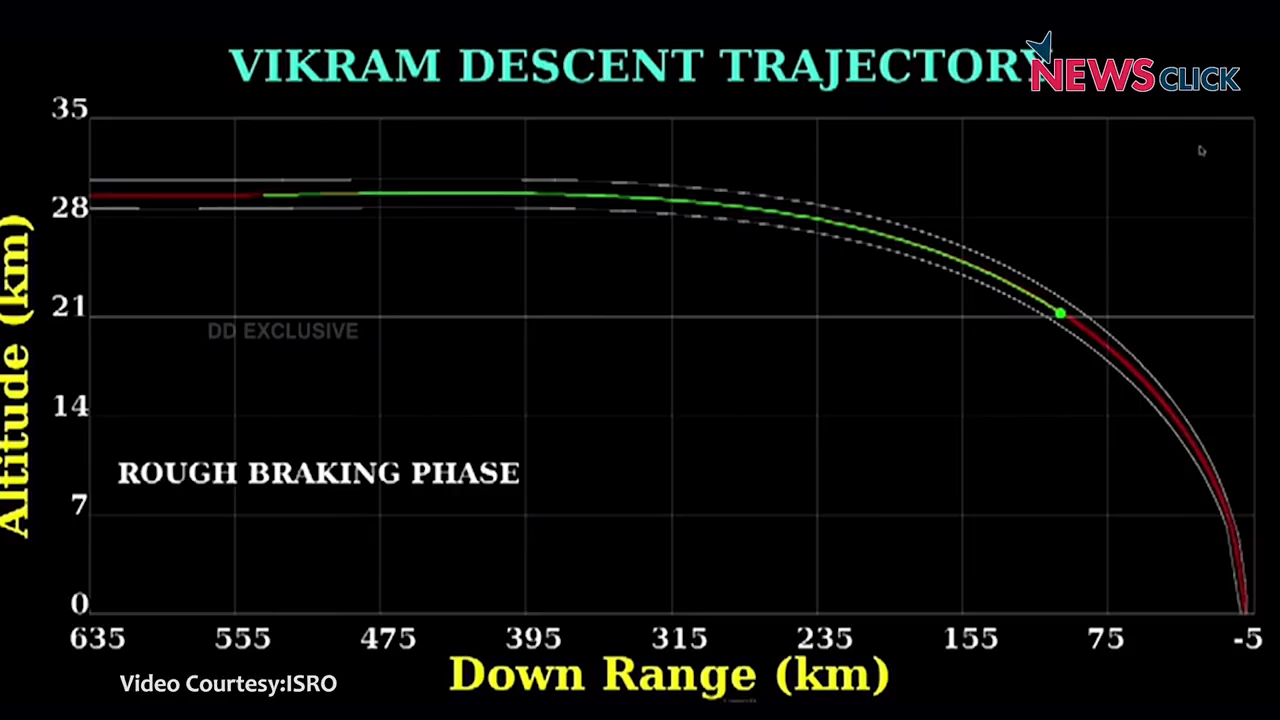 VIKRAM DESCENT TRAJECTORY
NEWSCLICK
35
28
21
14
7
0
Altitude (km)
DD EXCLUSIVE
ROUGH BRAKING PHASE
635 555 475 395 315 235 155 75 -5
Down Range (km)
Video Courtesy:ISRO